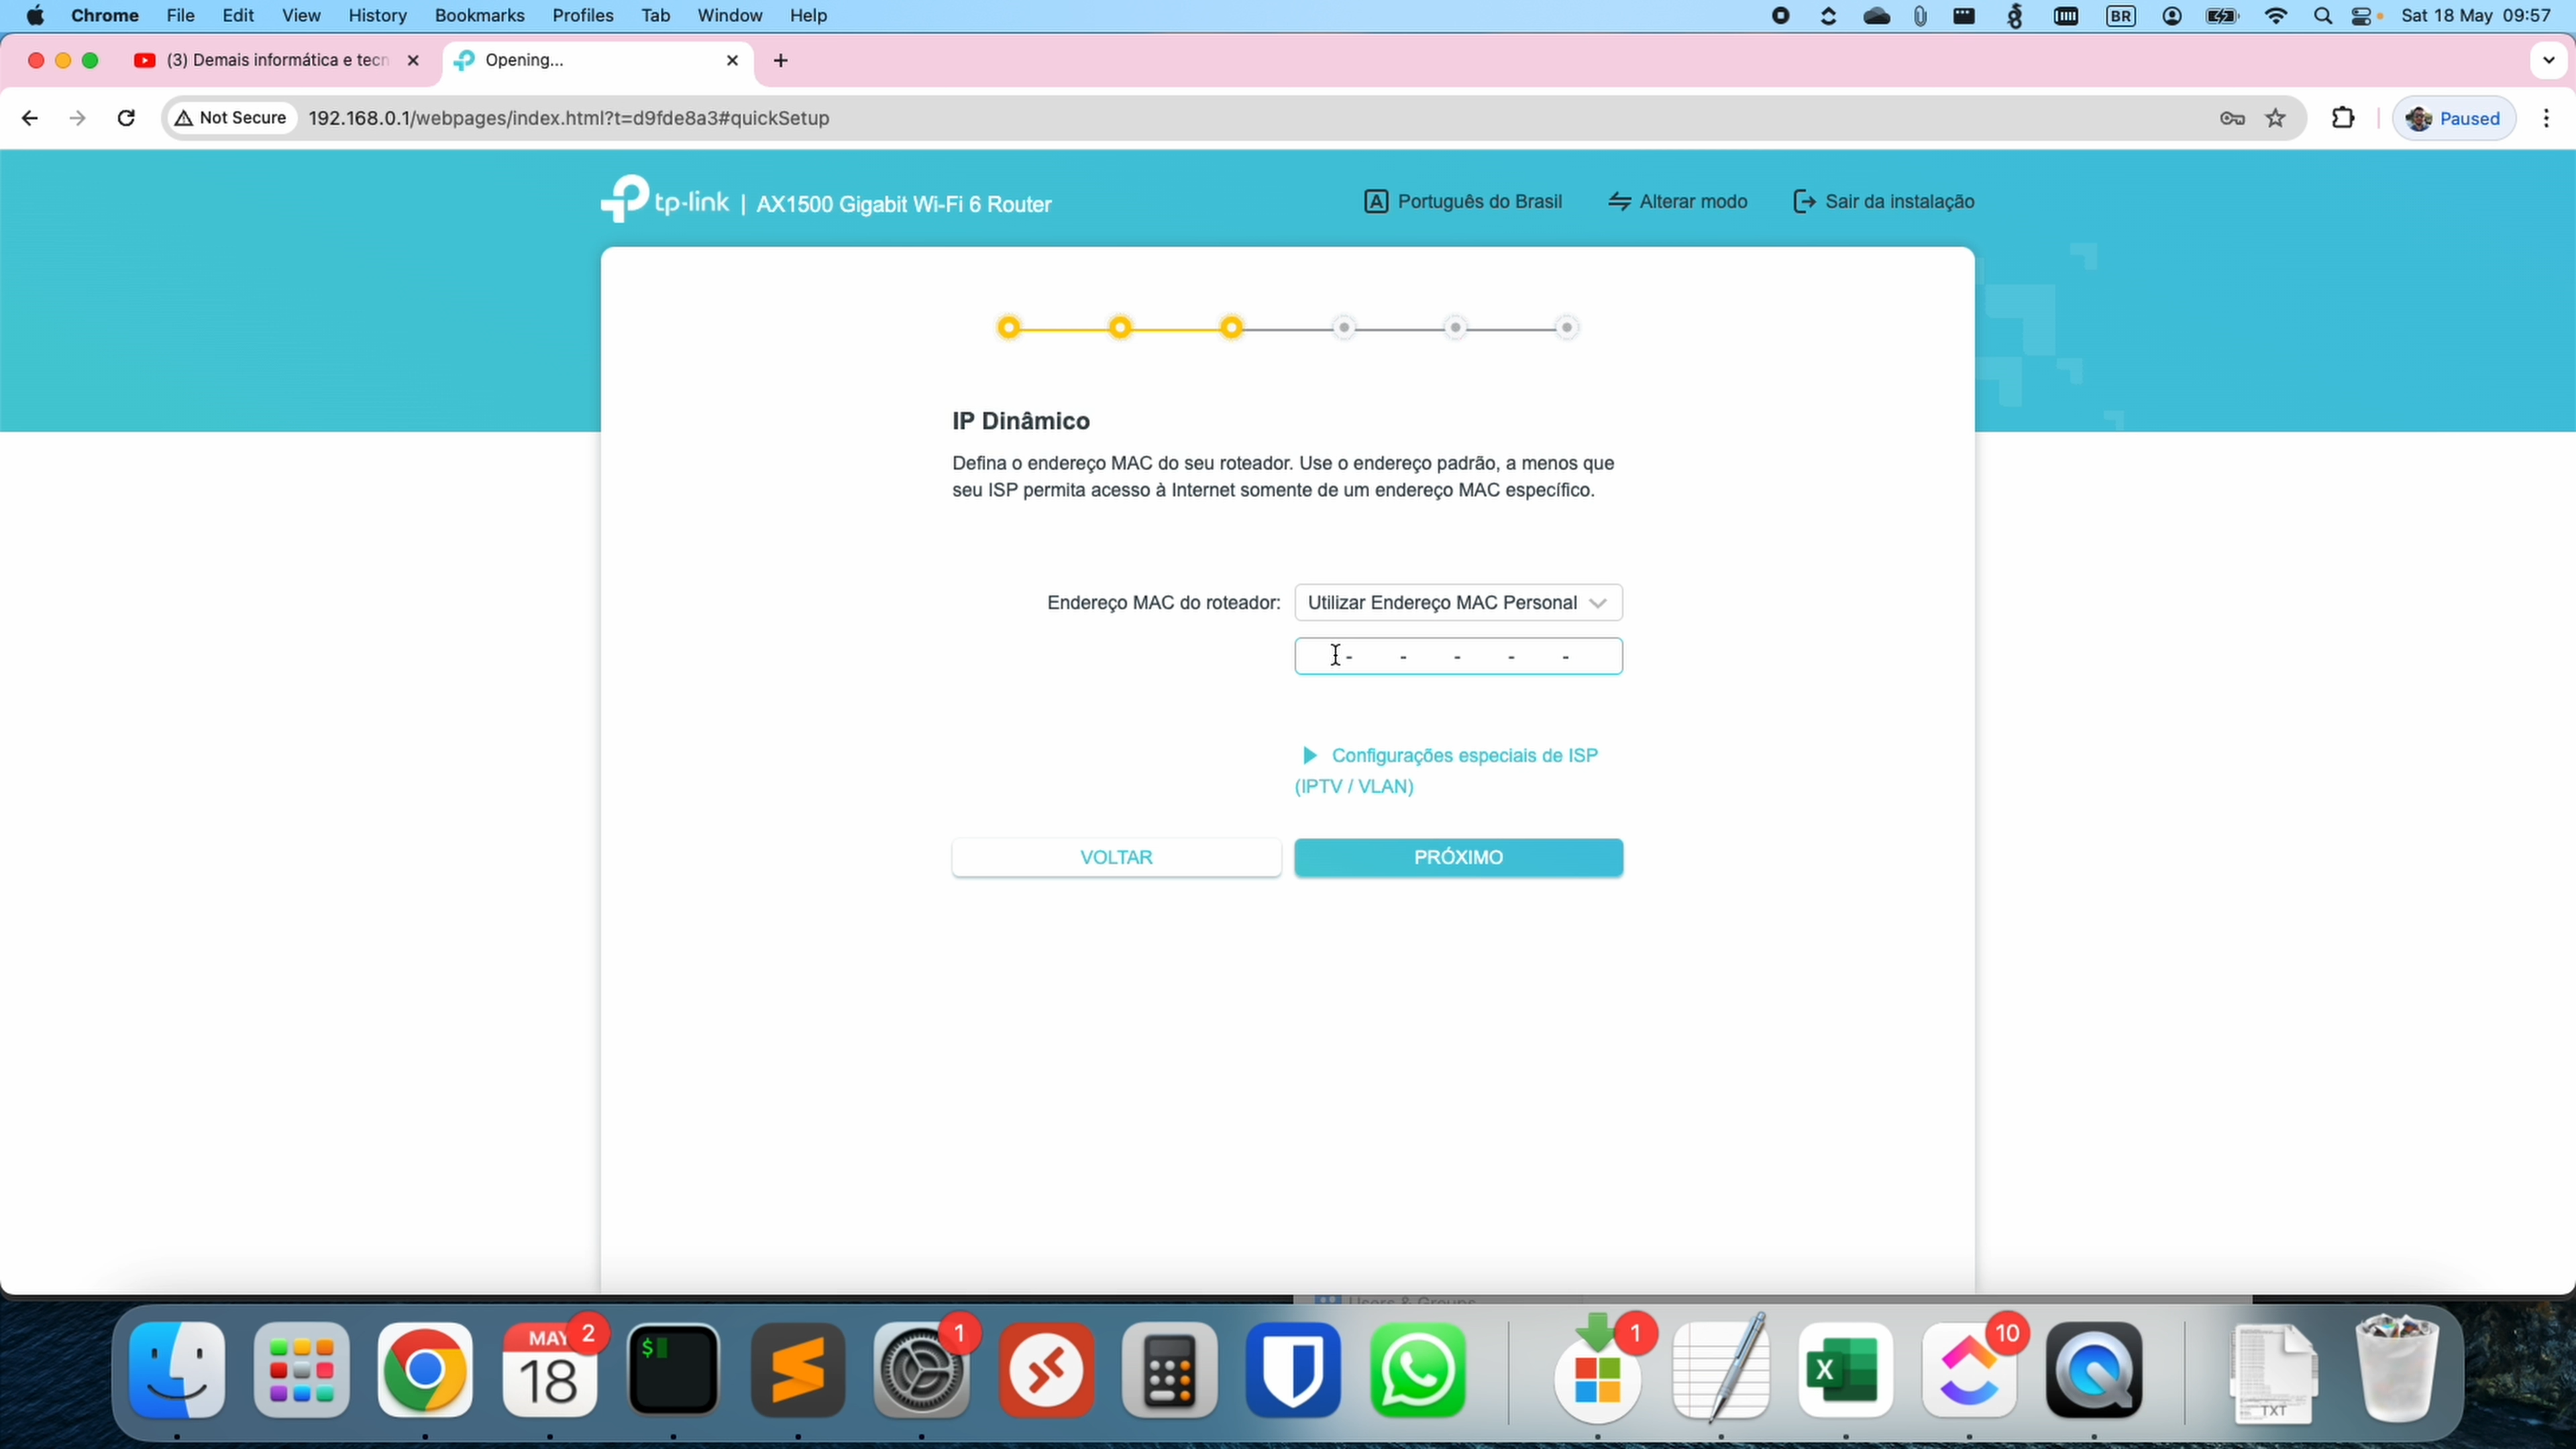 Chrome File Edit View History Bookmarks Profiles Tab Window Help BR Sat 18 May 09:57
(3) Demais informática e tecn Opening...
Not Secure 192.168.0.1/webpages/index.html?t=d9fde8a3#quickSetup Paused
tp-link | AX1500 Gigabit Wi-Fi 6 Router A Português do Brasil Alterar modo Sair da instalação
IP Dinâmico
Defina o endereço MAC do seu roteador. Use o endereço padrão, a menos que
seu ISP permita acesso à Internet somente de um endereço MAC específico.
Endereço MAC do roteador: Utilizar Endereço MAC Personal
- - - - -
Configurações especiais de ISP
(IPTV / VLAN)
VOLTAR PRÓXIMO
Users & Groups
MAY 2 1 1 10
$ 18 X
TXT